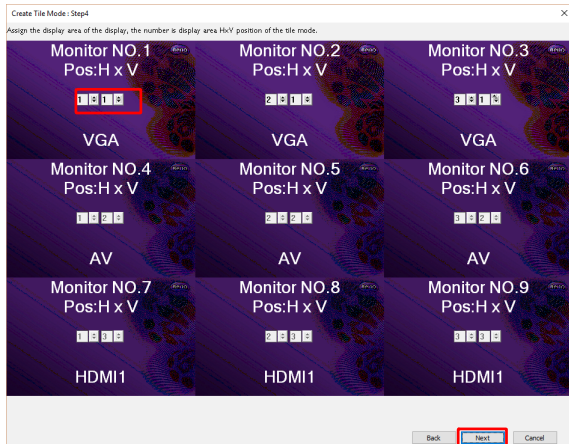 Create Tile Mode : Step4
Assign the display area of the display, the number is display area HxY position of the tile mode.
Monitor NO.1 Monitor NO.2 Monitor NO.3
Pos:H x V Pos:H x V Pos:H x V
1 1 2 1 3 1
VGA VGA VGA
Monitor NO.4 Monitor NO.5 Monitor NO.6
Pos:H x V Pos:H x V Pos:H x V
1 2 2 2 3 2
AV AV AV
Monitor NO.7 Monitor NO.8 Monitor NO.9
Pos:H x V Pos:H x V Pos:H x V
1 3 2 3 3 3
HDMI1 HDMI1 HDMI1
Back Next Cancel